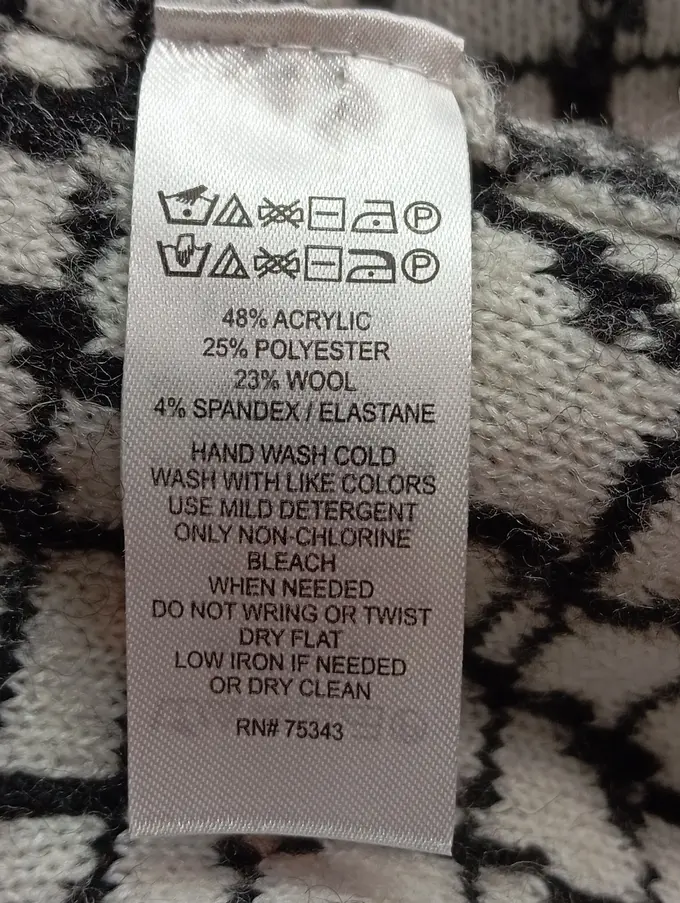 P
P
48% ACRYLIC
25% POLYESTER
23% WOOL
4% SPANDEX / ELASTANE
HAND WASH COLD
WASH WITH LIKE COLORS
USE MILD DETERGENT
ONLY NON-CHLORINE
BLEACH
WHEN NEEDED
DO NOT WRING OR TWIST
DRY FLAT
LOW IRON IF NEEDED
OR DRY CLEAN
RN# 75343